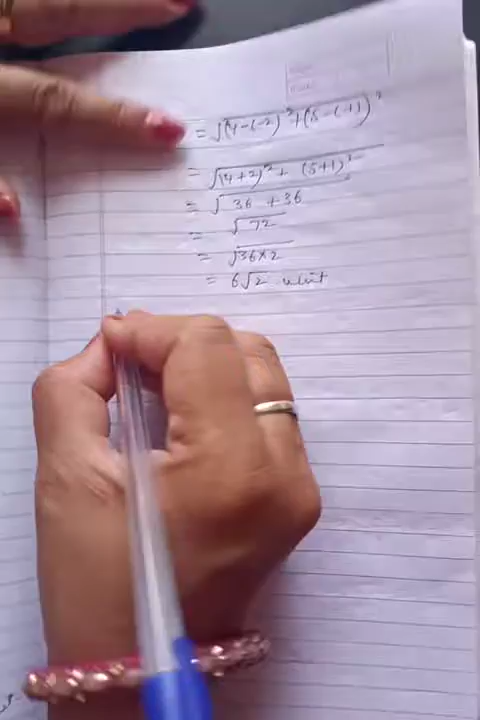 = √(4-(-2)²+(5-(-1)²
= √(4+2)² + (5+1)²
= √36 + 36
= √72
= √36×2
= 6√2 unit